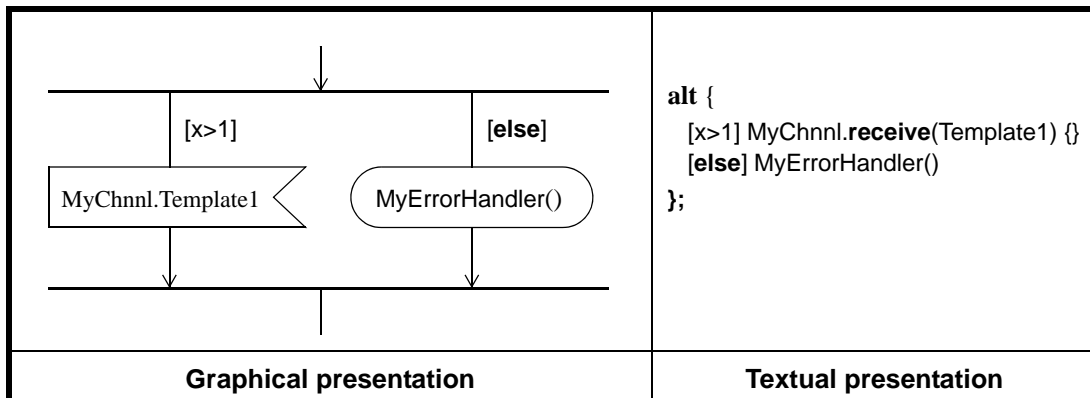 [x>1]
[else]
MyChnnl.Template1
MyErrorHandler()
alt {
[x>1] MyChnnl.receive(Template1) {}
[else] MyErrorHandler()
};
Graphical presentation
Textual presentation